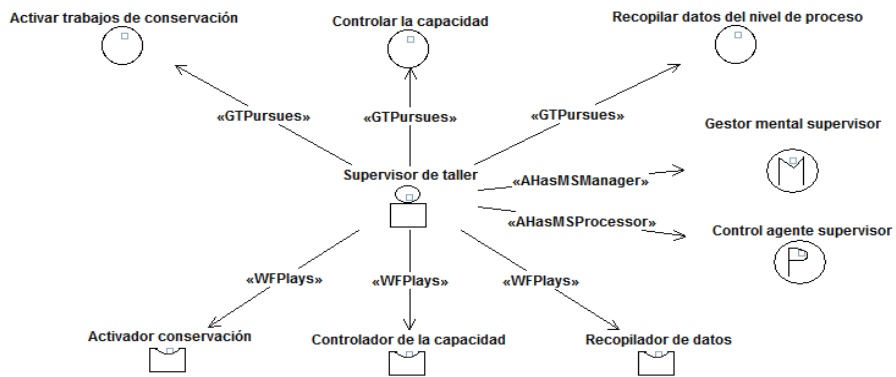 Activar trabajos de conservación
Controlar la capacidad
Recopilar datos del nivel de proceso
«GTPursues»
«GTPursues»
«GTPursues»
Gestor mental supervisor
M
Supervisor de taller
«AHasMSManager»
«AHasMSProcessor»
Control agente supervisor
P
«WFPlays»
«WFPlays»
«WFPlays»
Activador conservación
Controlador de la capacidad
Recopilador de datos